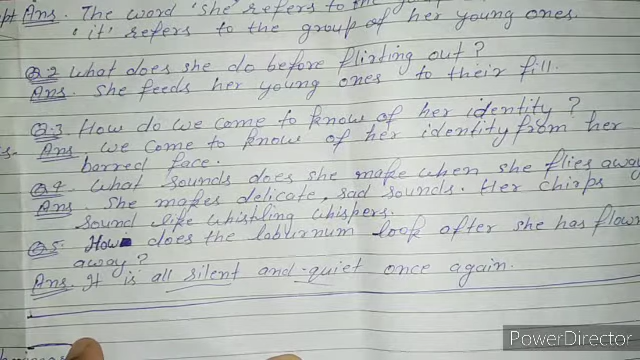 Ans. The word 'she' refers to the
'it' refers to the group of her young ones.
Q.2 What does she do before flirting out?
Ans. She feeds her young ones to their fill.
Q.3 How do we come to know of her identity?
Ans. We come to know of her identity from her
barred face.
Q4 What sounds does she make when she flies away
Ans. She makes delicate, sad sounds. Her chirps
sound like whistling whispers.
Q5. How does the laburnum look after she has flown
away?
Ans. It is all silent and quiet once again.
POWERED BY
PowerDirector